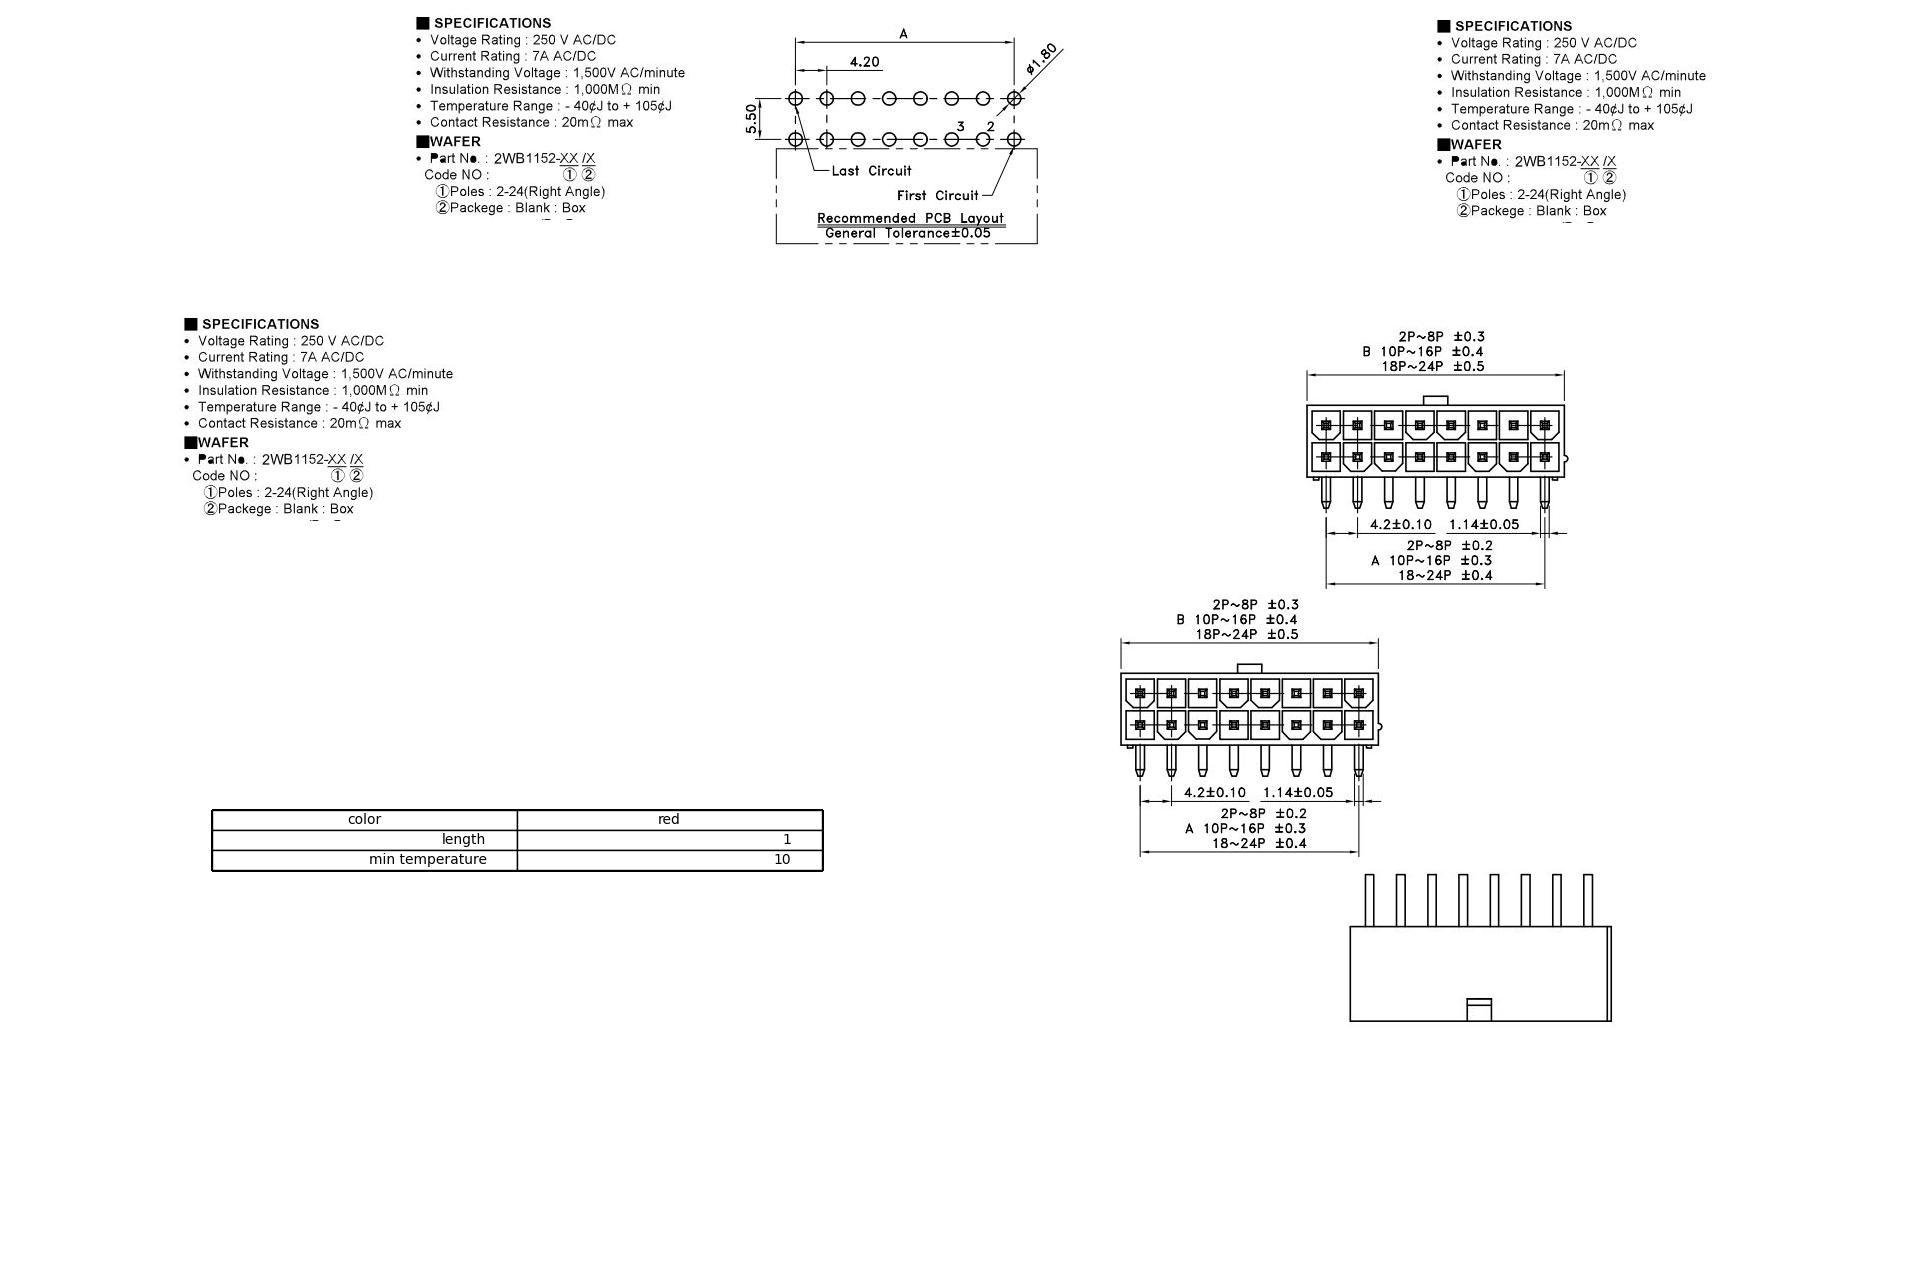 ■ SPECIFICATIONS
• Voltage Rating : 250 V AC/DC
• Current Rating : 7A AC/DC
• Withstanding Voltage : 1,500V AC/minute
• Insulation Resistance : 1,000MΩ min
• Temperature Range : - 40¢J to + 105¢J
• Contact Resistance : 20mΩ max
■WAFER
• Part No. : 2WB1152-XX /X
Code NO : ① ②
①Poles : 2-24(Right Angle)
②Packege : Blank : Box
A
4.20
ø1.80
5.50
3 2
Last Circuit
First Circuit
Recommended PCB Layout
General Tolerance±0.05
■ SPECIFICATIONS
• Voltage Rating : 250 V AC/DC
• Current Rating : 7A AC/DC
• Withstanding Voltage : 1,500V AC/minute
• Insulation Resistance : 1,000MΩ min
• Temperature Range : - 40¢J to + 105¢J
• Contact Resistance : 20mΩ max
■WAFER
• Part No. : 2WB1152-XX /X
Code NO : ① ②
①Poles : 2-24(Right Angle)
②Packege : Blank : Box
■ SPECIFICATIONS
• Voltage Rating : 250 V AC/DC
• Current Rating : 7A AC/DC
• Withstanding Voltage : 1,500V AC/minute
• Insulation Resistance : 1,000MΩ min
• Temperature Range : - 40¢J to + 105¢J
• Contact Resistance : 20mΩ max
■WAFER
• Part No. : 2WB1152-XX /X
Code NO : ① ②
①Poles : 2-24(Right Angle)
②Packege : Blank : Box
2P~8P ±0.3
B 10P~16P ±0.4
18P~24P ±0.5
4.2±0.10 1.14±0.05
2P~8P ±0.2
A 10P~16P ±0.3
18~24P ±0.4
2P~8P ±0.3
B 10P~16P ±0.4
18P~24P ±0.5
4.2±0.10 1.14±0.05
2P~8P ±0.2
A 10P~16P ±0.3
18~24P ±0.4
color red
length 1
min temperature 10